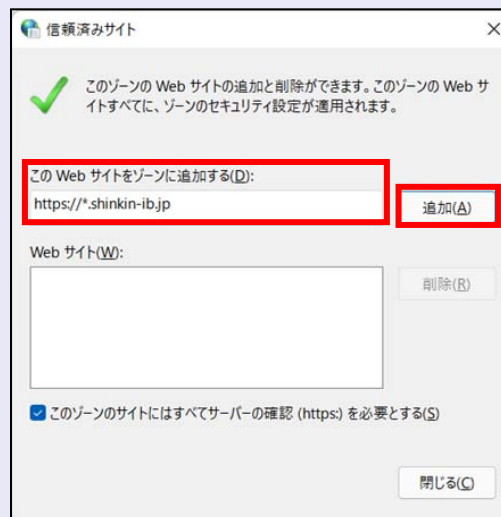 信頼済みサイト
このゾーンの Web サイトの追加と削除ができます。このゾーンの Web サ
イトすべてに、ゾーンのセキュリティ設定が適用されます。
この Web サイトをゾーンに追加する(D):
https://*.shinkin-ib.jp
追加(A)
Web サイト(W):
削除(R)
このゾーンのサイトにはすべてサーバーの確認 (https:) を必要とする(S)
閉じる(C)